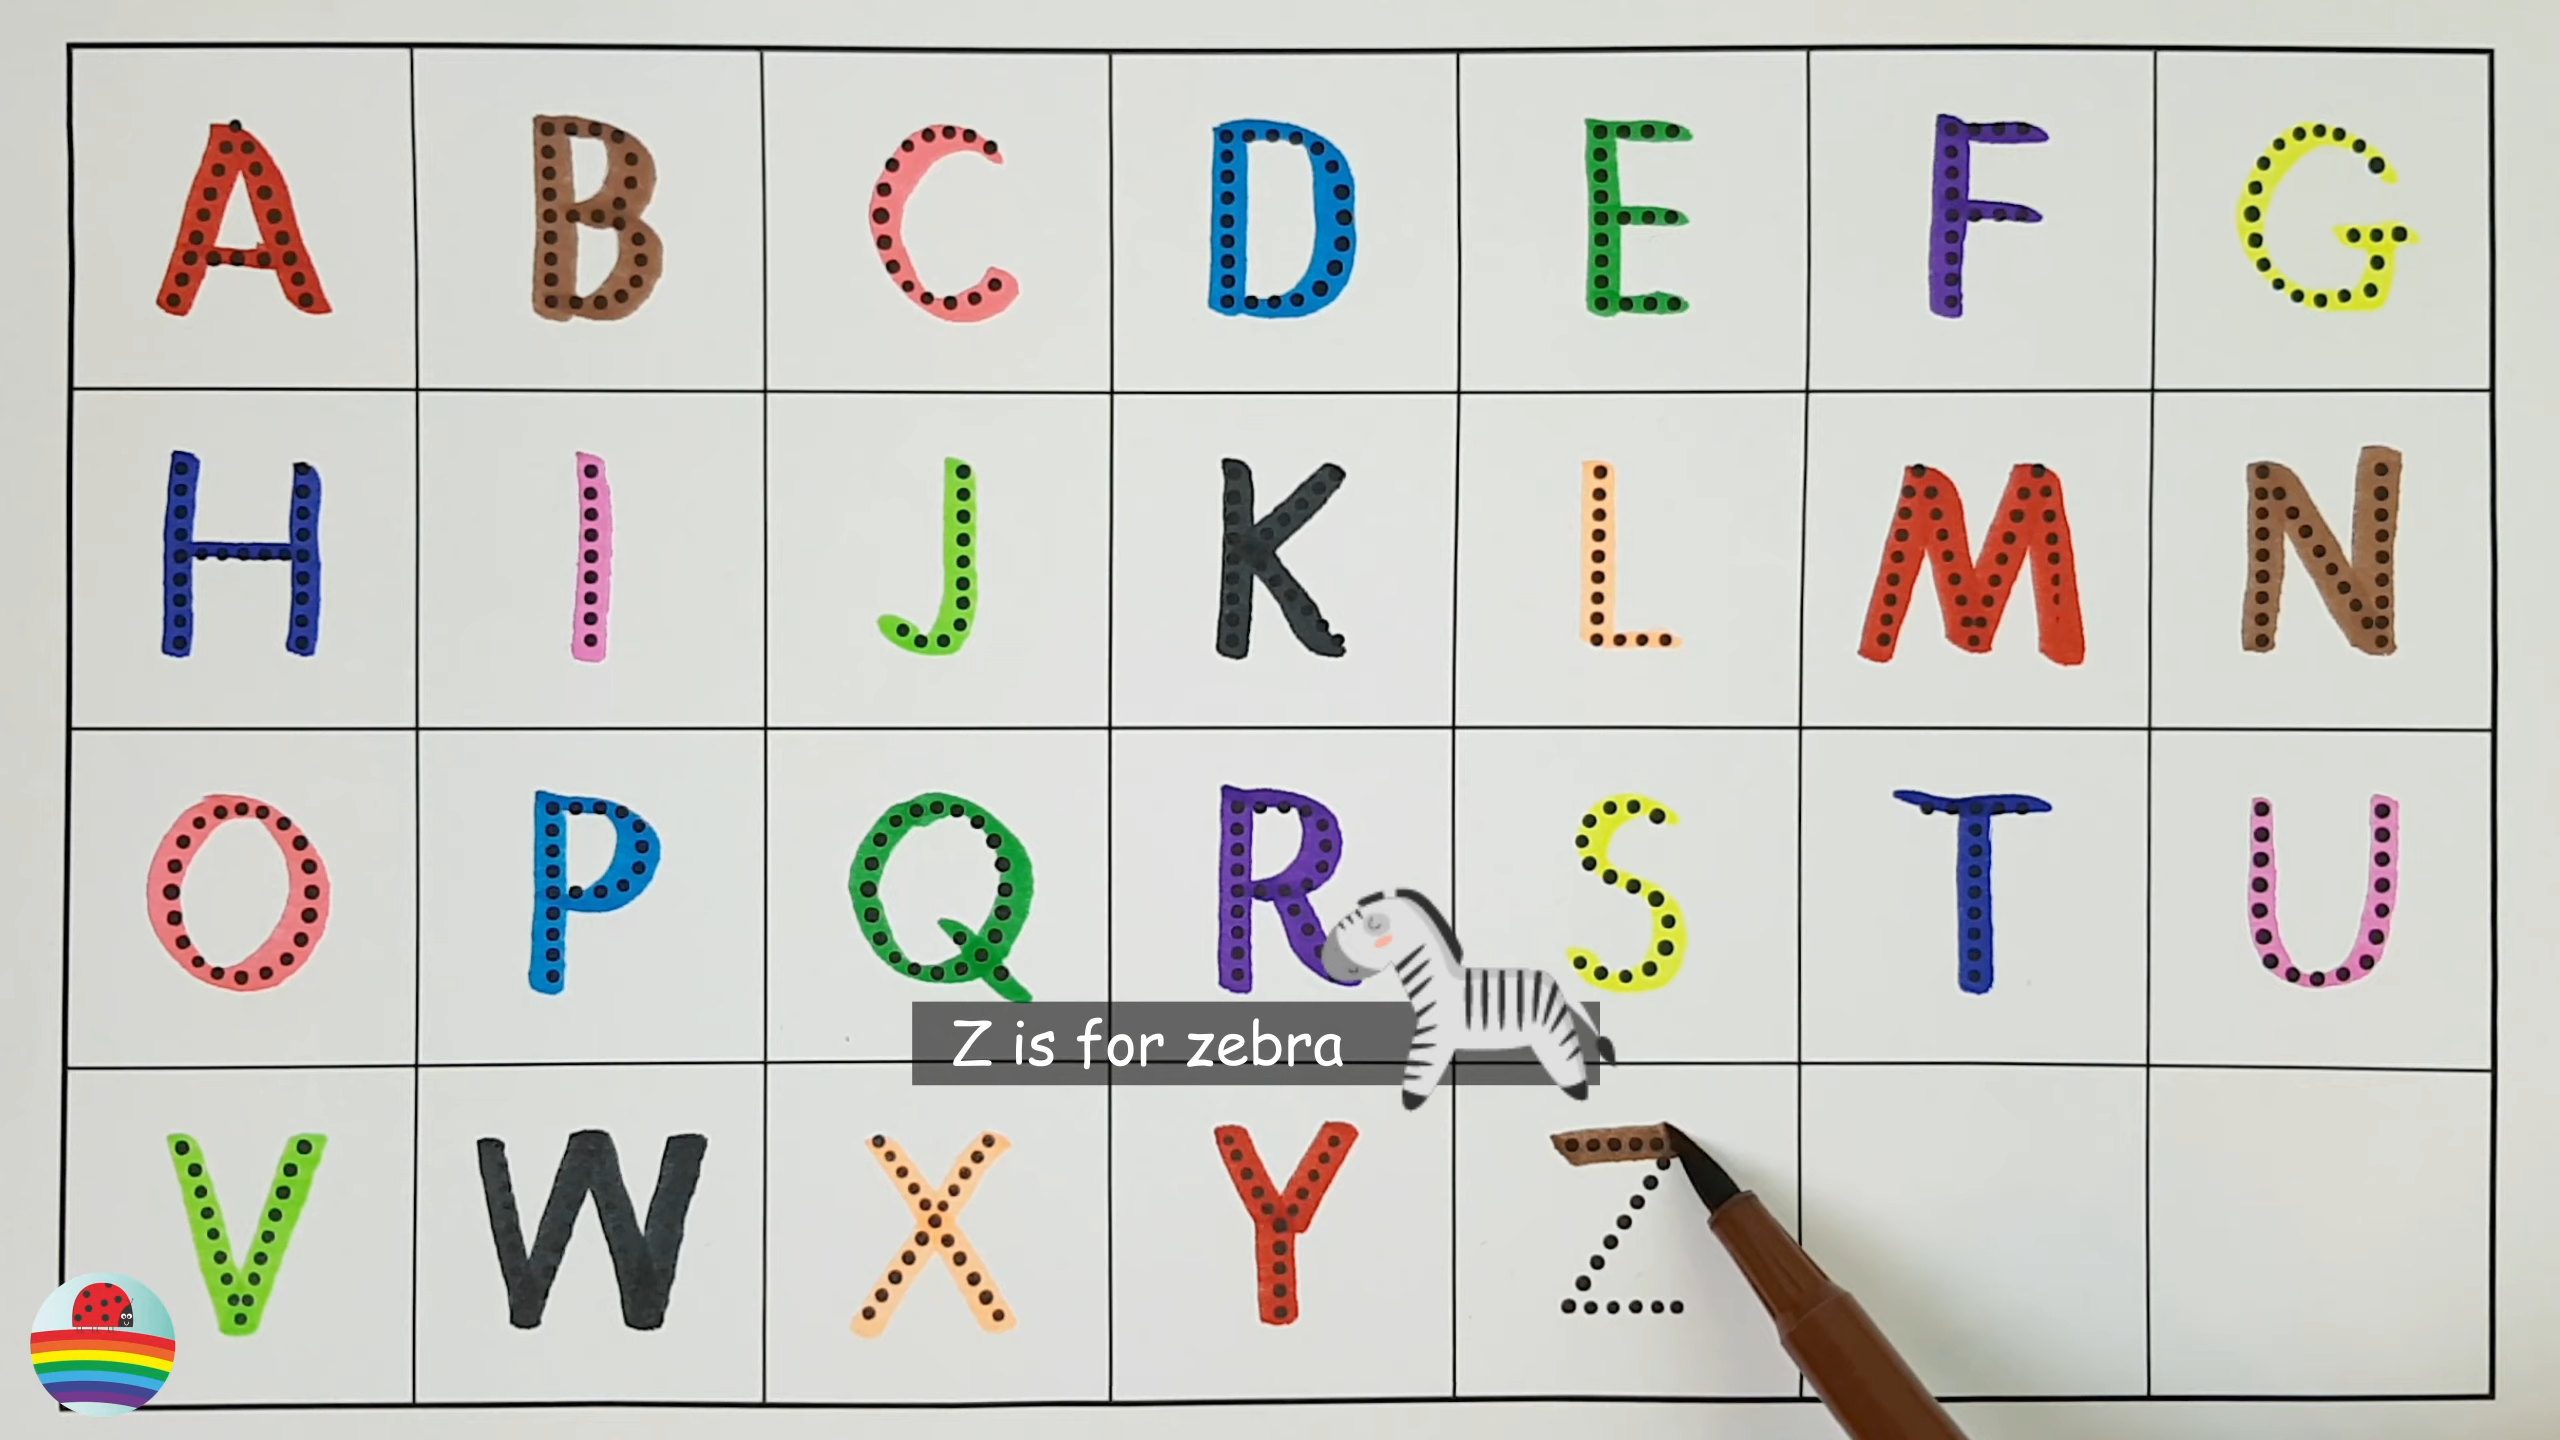 A B C D E F G
H I J K L M N
O P Q R S T U
Z is for zebra
V W X Y Z